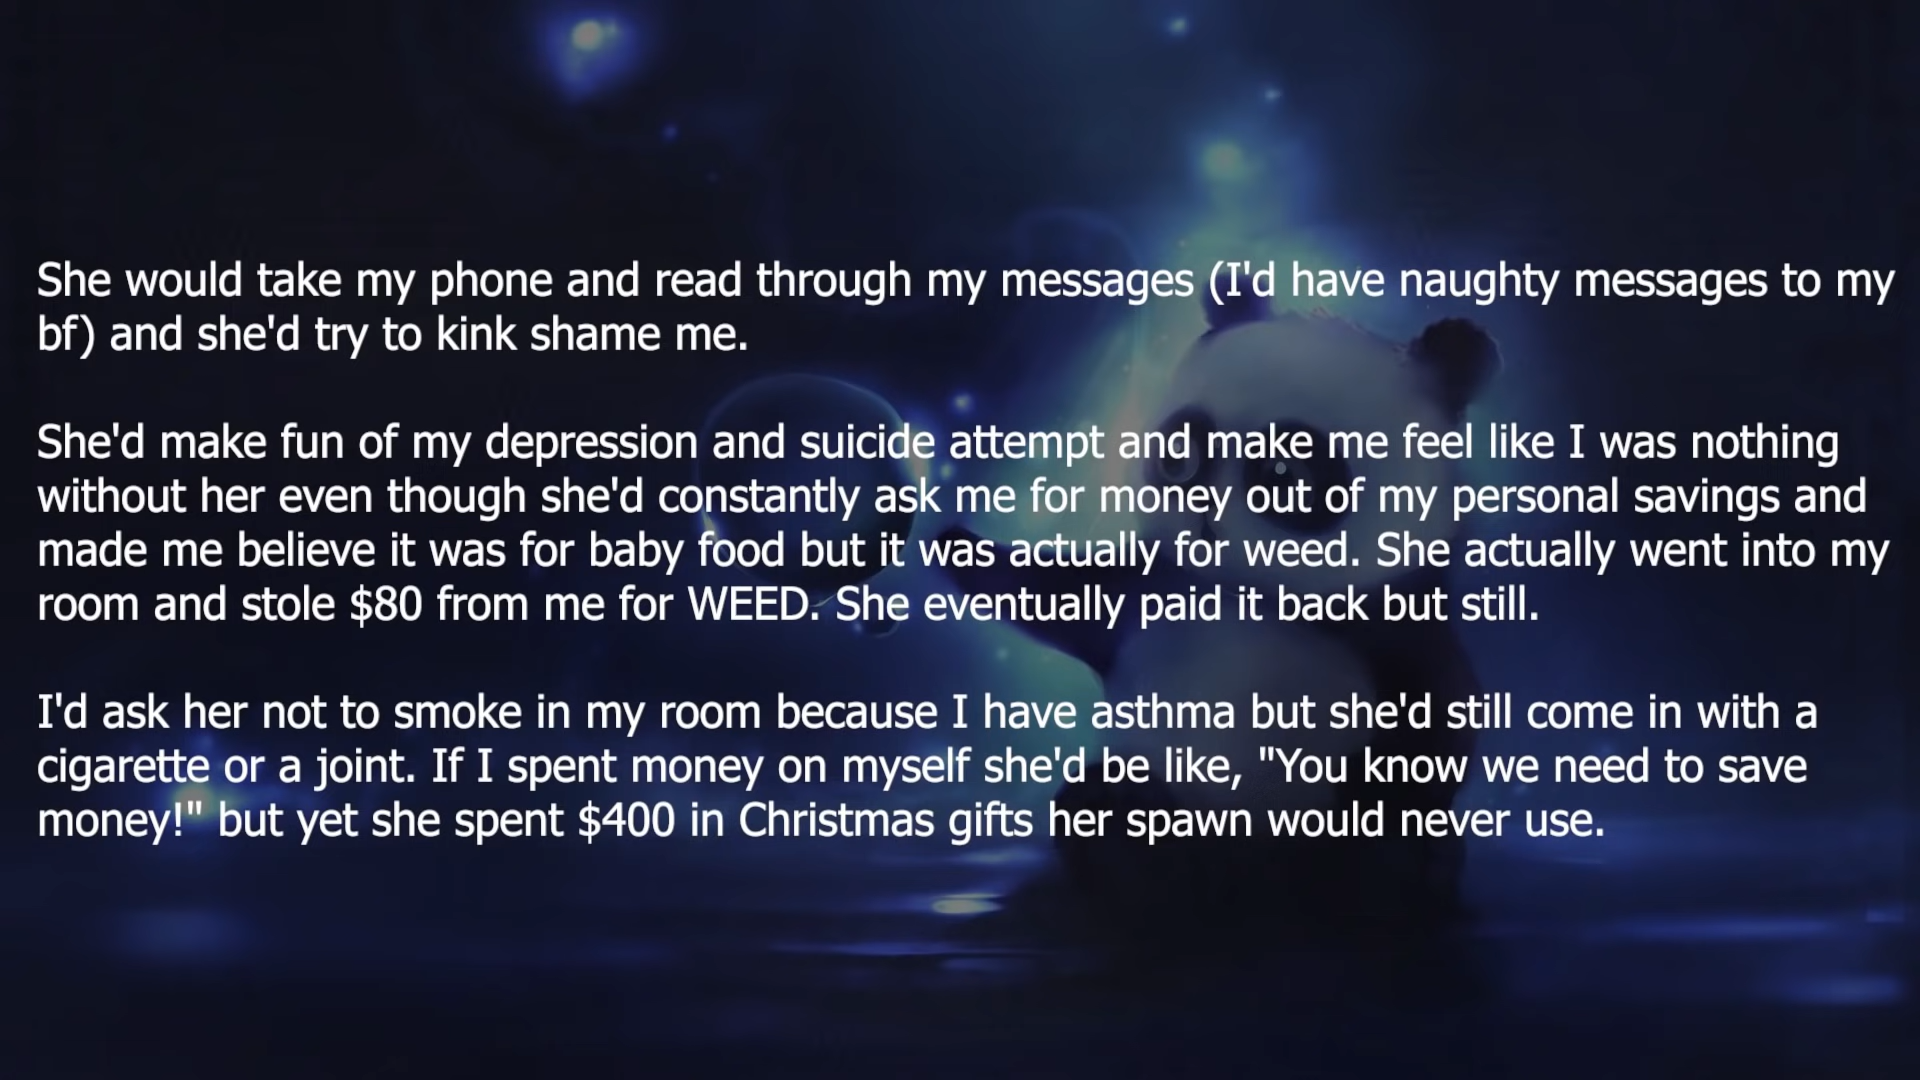 She would take my phone and read through my messages (I'd have naughty messages to my
bf) and she'd try to kink shame me.
She'd make fun of my depression and suicide attempt and make me feel like I was nothing
without her even though she'd constantly ask me for money out of my personal savings and
made me believe it was for baby food but it was actually for weed. She actually went into my
room and stole $80 from me for WEED. She eventually paid it back but still.
I'd ask her not to smoke in my room because I have asthma but she'd still come in with a
cigarette or a joint. If I spent money on myself she'd be like, "You know we need to save
money!" but yet she spent $400 in Christmas gifts her spawn would never use.